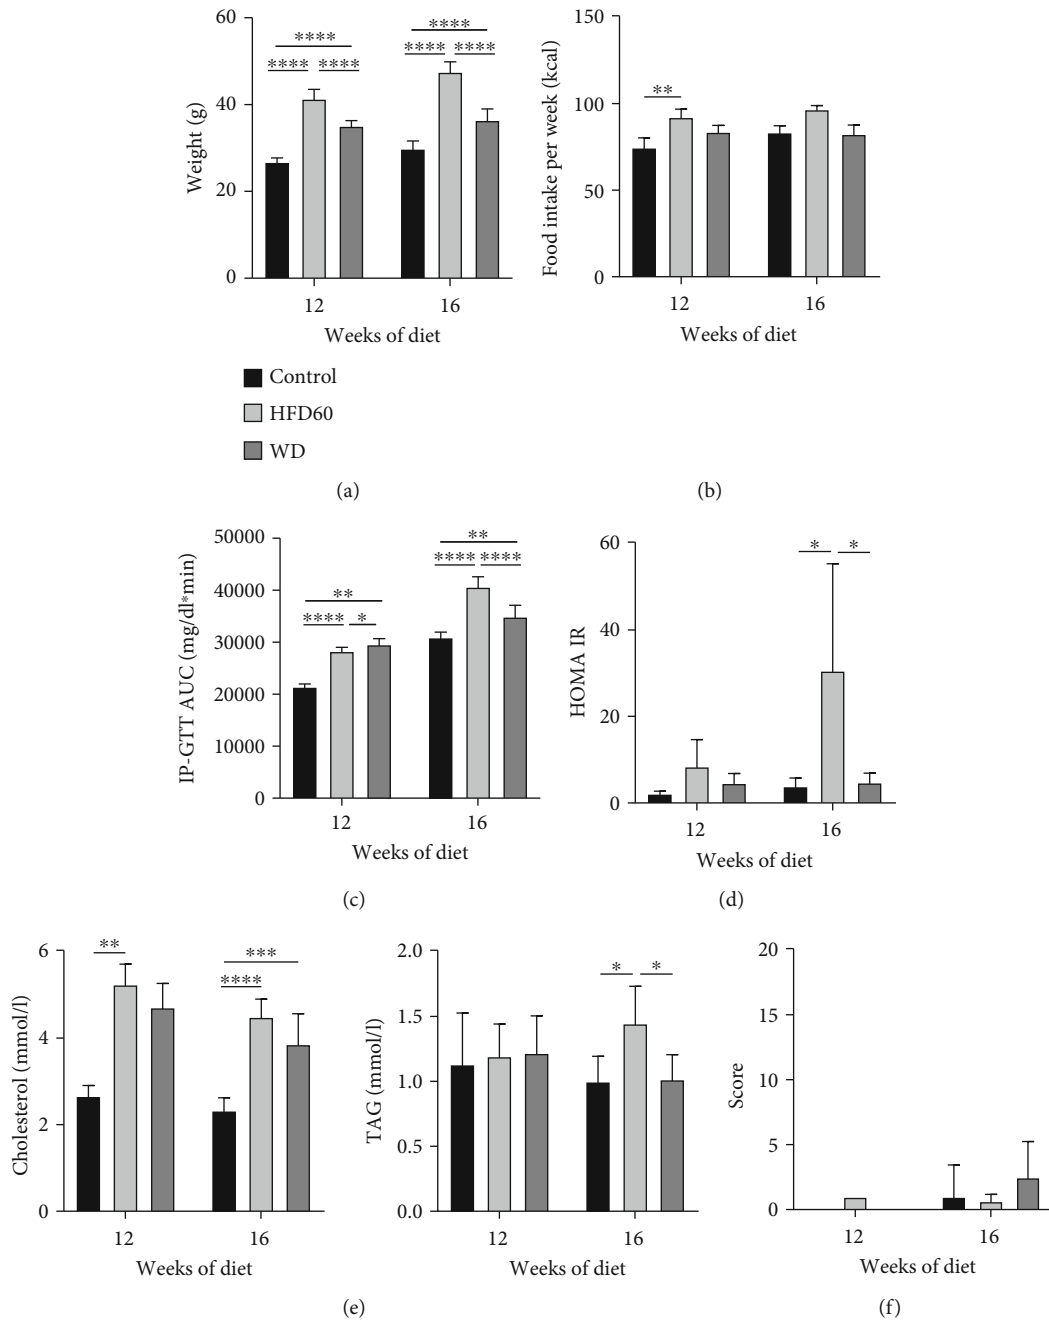 60
40
20
0
Weight (g)
****
**** ****
****
**** ****
12 16
Weeks of diet
Control
HFD60
WD
(a)
150
100
50
0
Food intake per week (kcal)
**
12 16
Weeks of diet
(b)
50000
40000
30000
20000
10000
0
IP-GTT AUC (mg/dl*min)
**
**** *
**
**** ****
12 16
Weeks of diet
(c)
60
40
20
0
HOMA IR
* *
12 16
Weeks of diet
(d)
6
4
2
0
Cholesterol (mmol/l)
**
***
****
12 16
Weeks of diet
2.0
1.5
1.0
0.5
0.0
TAG (mmol/l)
* *
12 16
Weeks of diet
(e)
20
15
10
5
0
Score
12 16
Weeks of diet
(f)